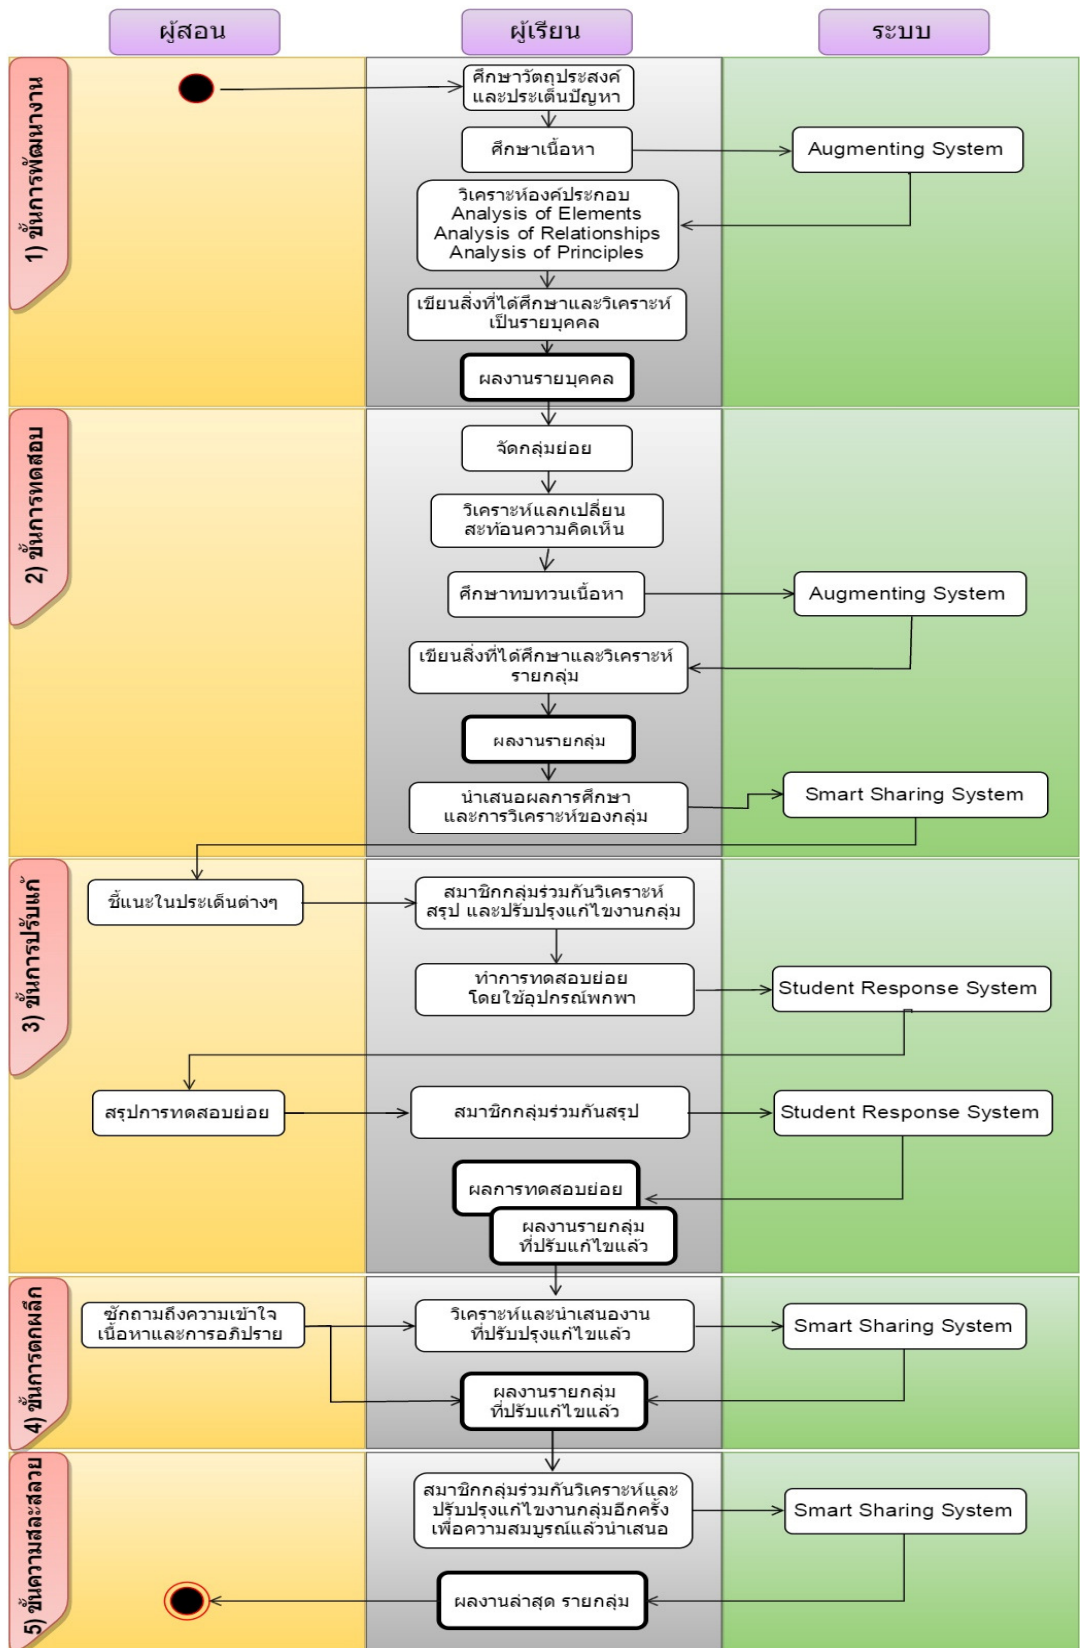 ผู้สอน
ผู้เรียน
ระบบ
1) ขั้นการพัฒนางาน
ศึกษาวัตถุประสงค์
และประเด็นปัญหา
ศึกษาเนื้อหา
Augmenting System
วิเคราะห์องค์ประกอบ
Analysis of Elements
Analysis of Relationships
Analysis of Principles
เขียนสิ่งที่ได้ศึกษาและวิเคราะห์
เป็นรายบุคคล
ผลงานรายบุคคล
2) ขั้นการทดสอบ
จัดกลุ่มย่อย
วิเคราะห์แลกเปลี่ยน
สะท้อนความคิดเห็น
ศึกษาทบทวนเนื้อหา
Augmenting System
เขียนสิ่งที่ได้ศึกษาและวิเคราะห์
รายกลุ่ม
ผลงานรายกลุ่ม
นำเสนอผลการศึกษา
และการวิเคราะห์ของกลุ่ม
Smart Sharing System
3) ขั้นการปรับแก้
ชี้แนะในประเด็นต่างๆ
สมาชิกกลุ่มร่วมกันวิเคราะห์
สรุป และปรับปรุงแก้ไขงานกลุ่ม
ทำการทดสอบย่อย
โดยใช้อุปกรณ์พกพา
Student Response System
สรุปการทดสอบย่อย
สมาชิกกลุ่มร่วมกันสรุป
Student Response System
ผลการทดสอบย่อย
ผลงานรายกลุ่ม
ที่ปรับแก้ไขแล้ว
4) ขั้นการตกผลึก
ซักถามถึงความเข้าใจ
เนื้อหาและการอภิปราย
วิเคราะห์และนำเสนองาน
ที่ปรับปรุงแก้ไขแล้ว
Smart Sharing System
ผลงานรายกลุ่ม
ที่ปรับแก้ไขแล้ว
5) ขั้นความสละสลวย
สมาชิกกลุ่มร่วมกันวิเคราะห์และ
ปรับปรุงแก้ไขงานกลุ่มอีกครั้ง
เพื่อความสมบูรณ์แล้วนำเสนอ
Smart Sharing System
ผลงานล่าสุด รายกลุ่ม